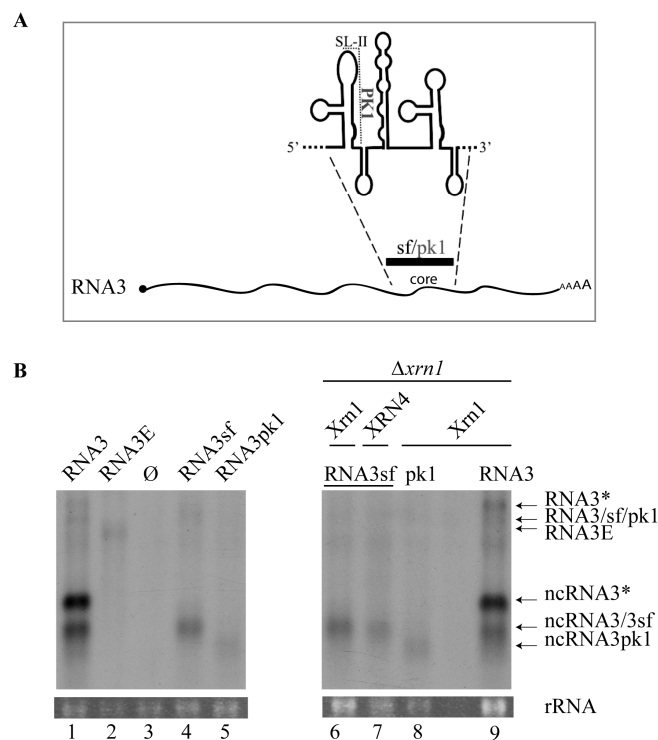 A
SL-II
PK1
5’
3’
sf/pk1
core
RNA3
AAAA
B
Δxrn1
Xrn1 XRN4 Xrn1
RNA3 RNA3E Ø RNA3sf RNA3pk1
RNA3sf pk1 RNA3
RNA3*
RNA3/sf/pk1
RNA3E
ncRNA3*
ncRNA3/3sf
ncRNA3pk1
rRNA
1 2 3 4 5 6 7 8 9